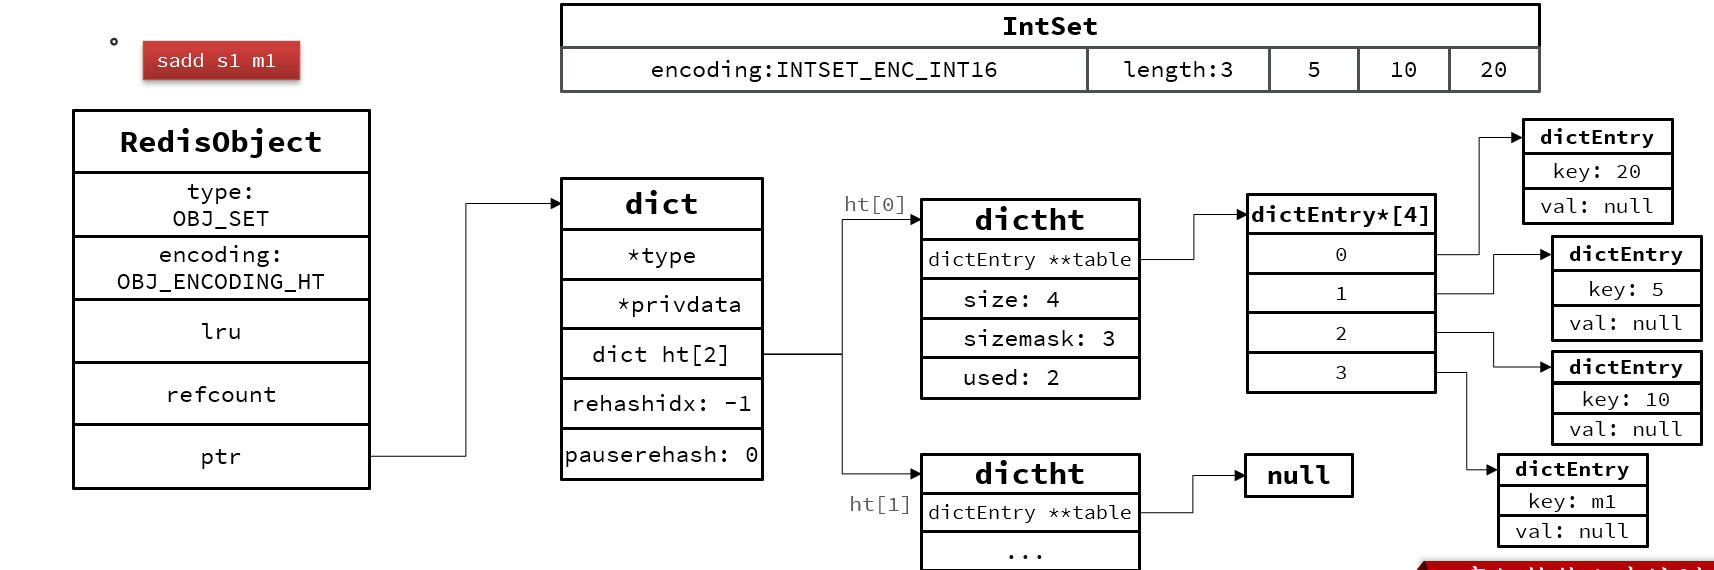 sadd s1 m1
IntSet
encoding:INTSET_ENC_INT16
length:3
5
10
20
RedisObject
type:
OBJ_SET
encoding:
OBJ_ENCODING_HT
lru
refcount
ptr
dict
*type
*privdata
dict ht[2]
rehashidx: -1
pauserehash: 0
ht[0]
dictht
dictEntry **table
size: 4
sizemask: 3
used: 2
ht[1]
dictht
dictEntry **table
...
dictEntry*[4]
0
1
2
3
null
dictEntry
key: 20
val: null
dictEntry
key: 5
val: null
dictEntry
key: 10
val: null
dictEntry
key: m1
val: null